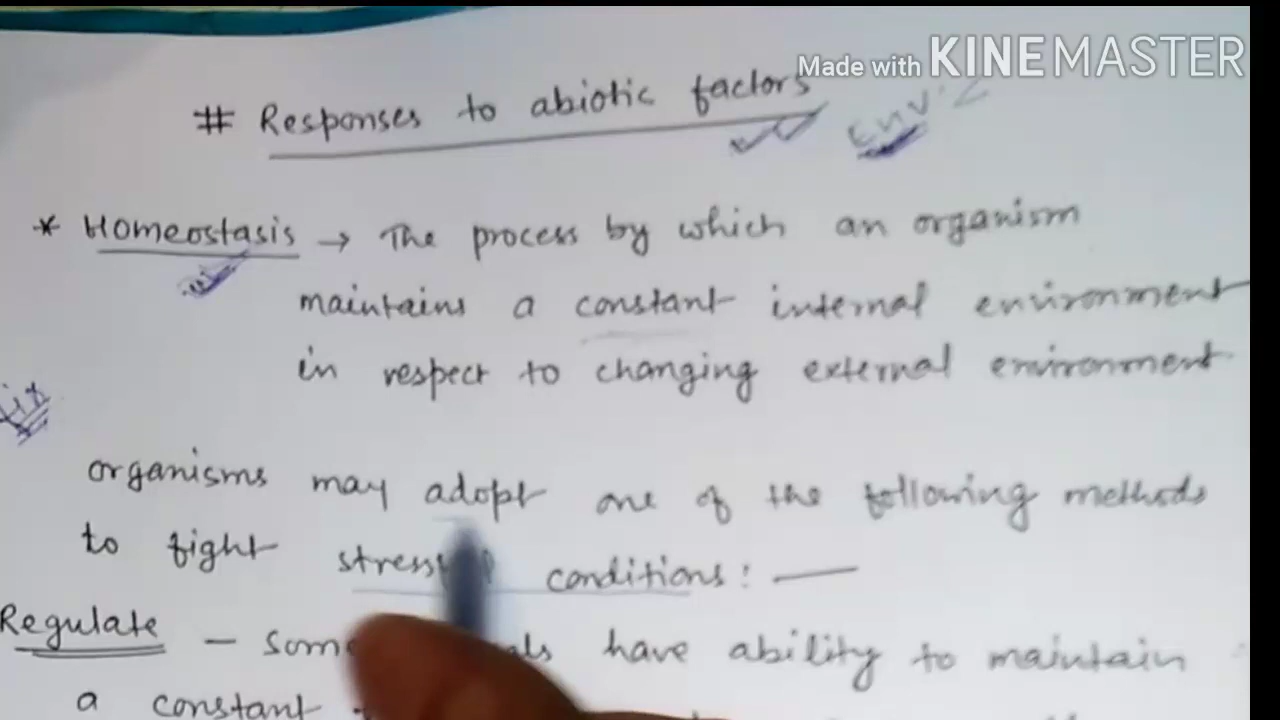 Made with KINEMASTER
# Responses to abiotic factors
* Homeostasis → The process by which an organism
maintains a constant internal environment
in respect to changing external environment
organisms may adopt one of the following methods
to fight conditions : —
Regulate – have ability to maintain
a constant